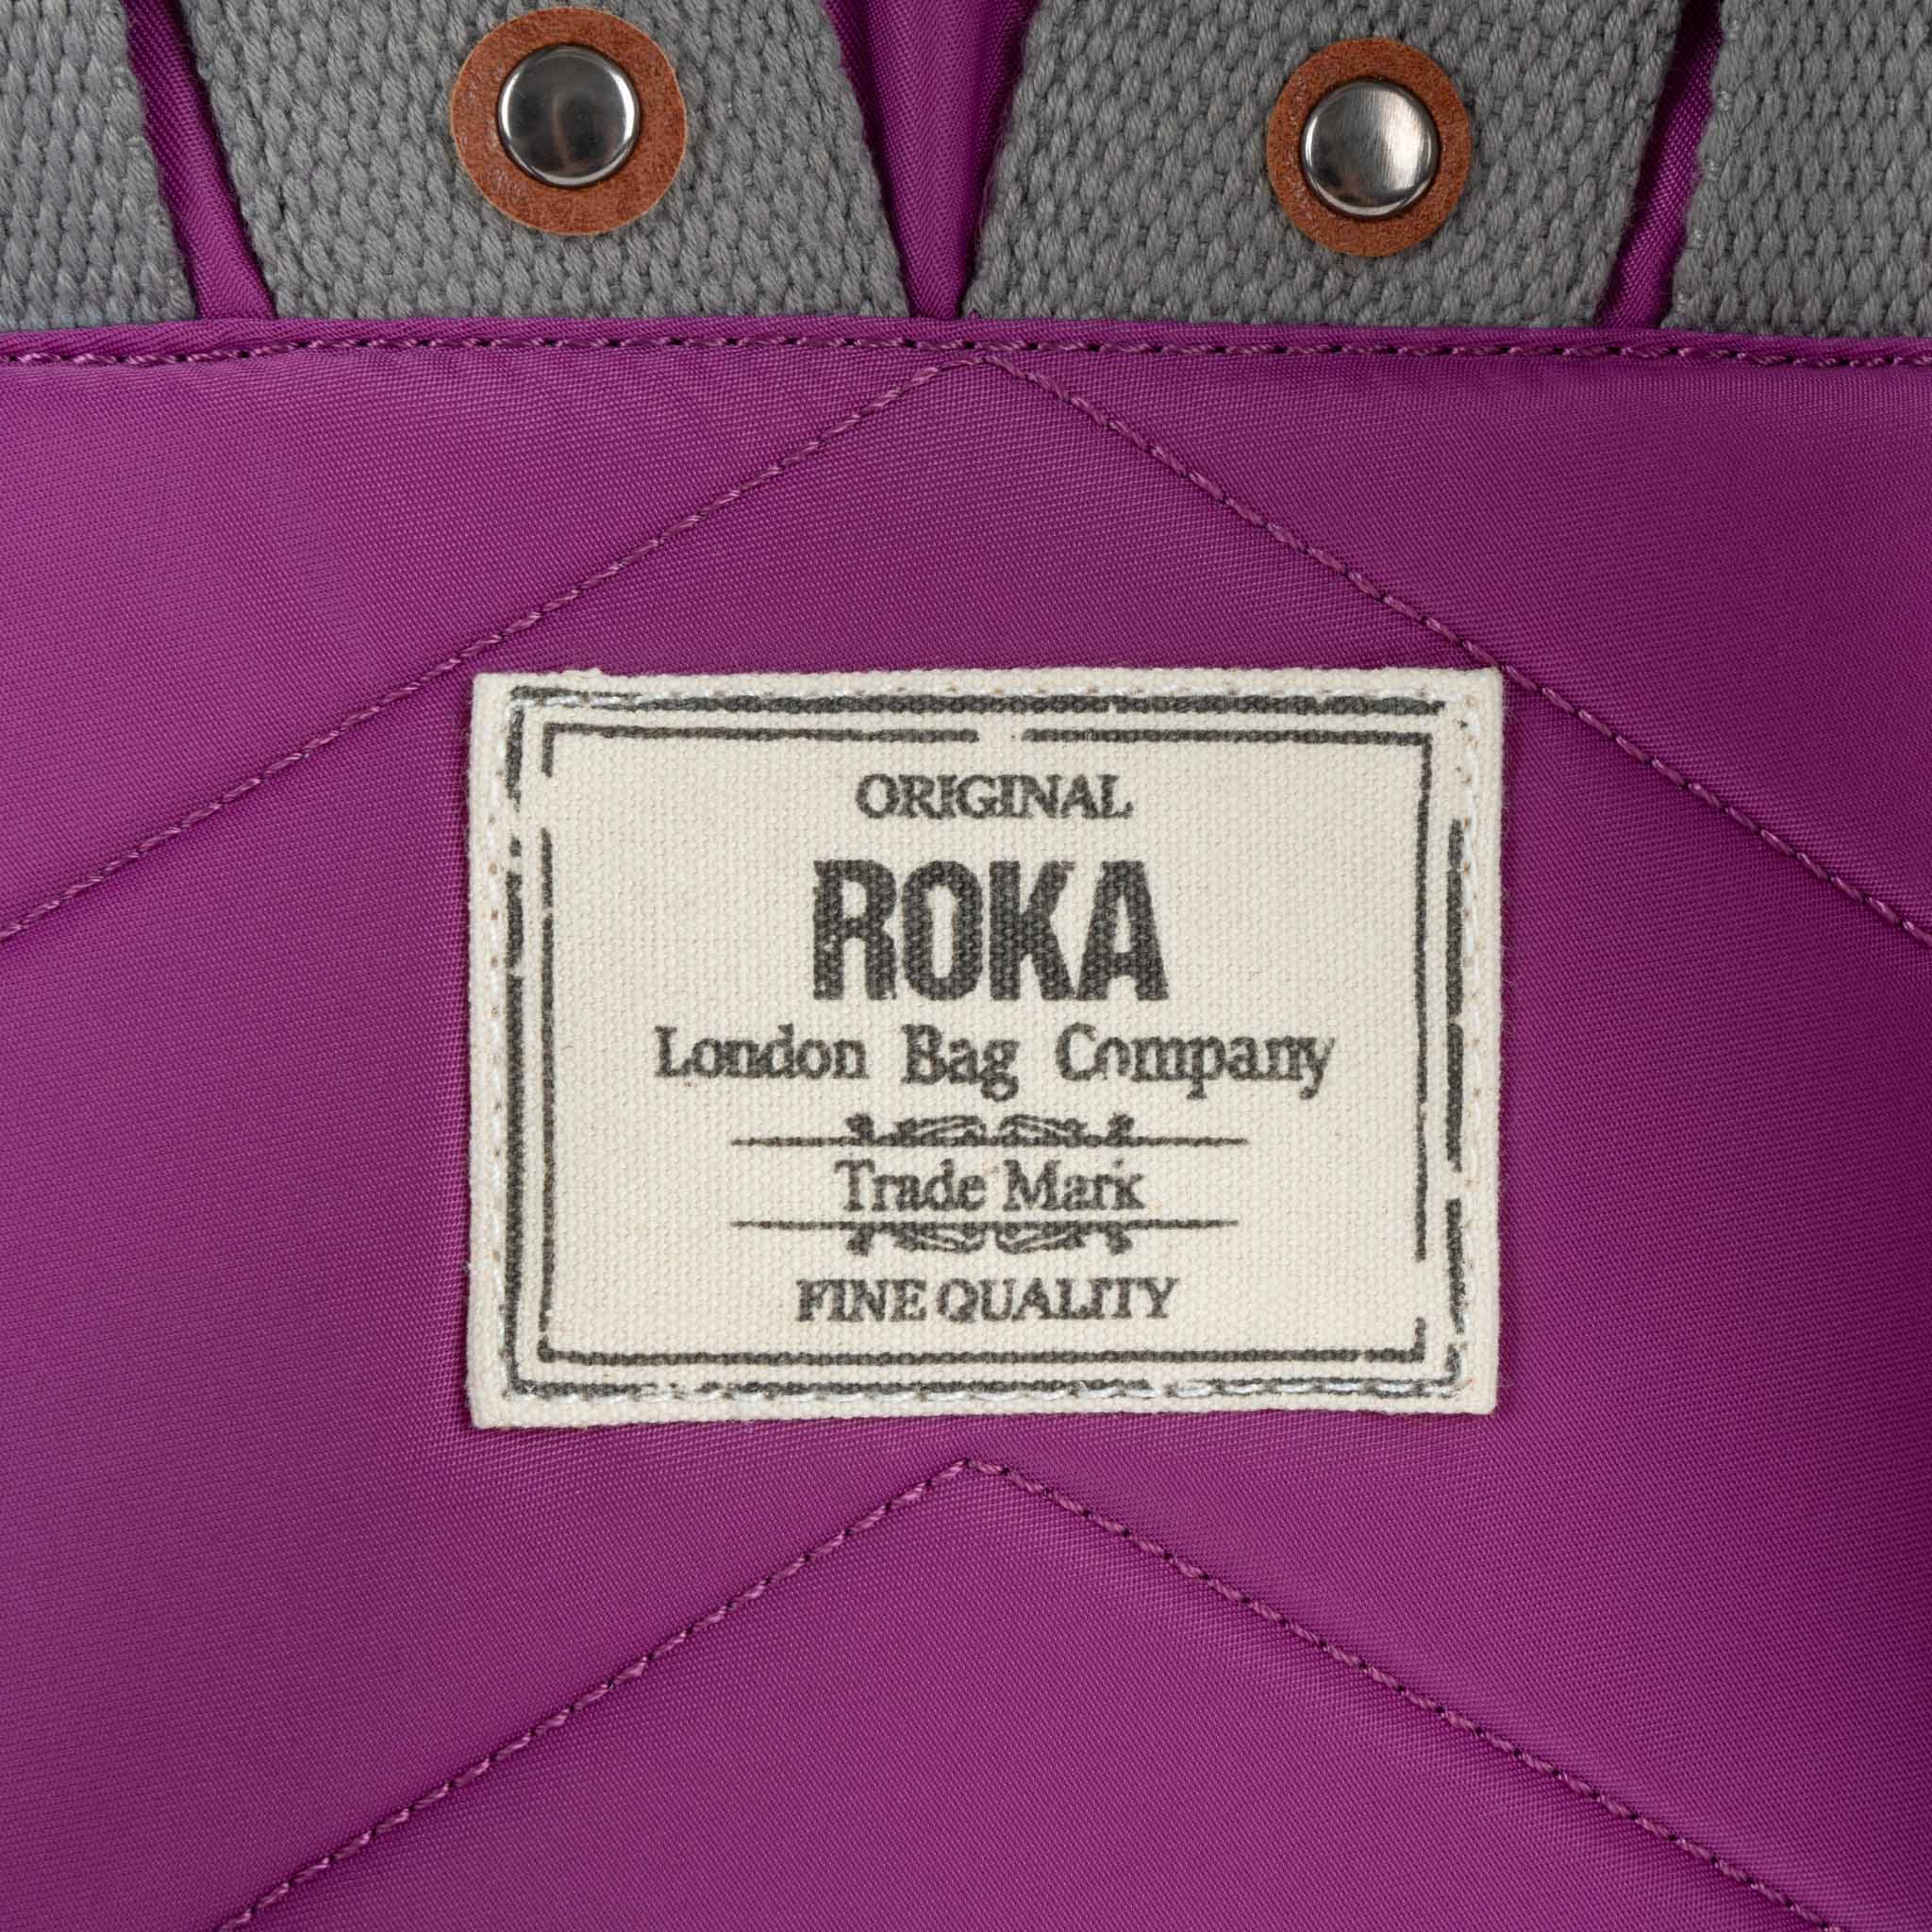 ORIGINAL
ROKA
London Bag Company
Trade Mark
FINE QUALITY